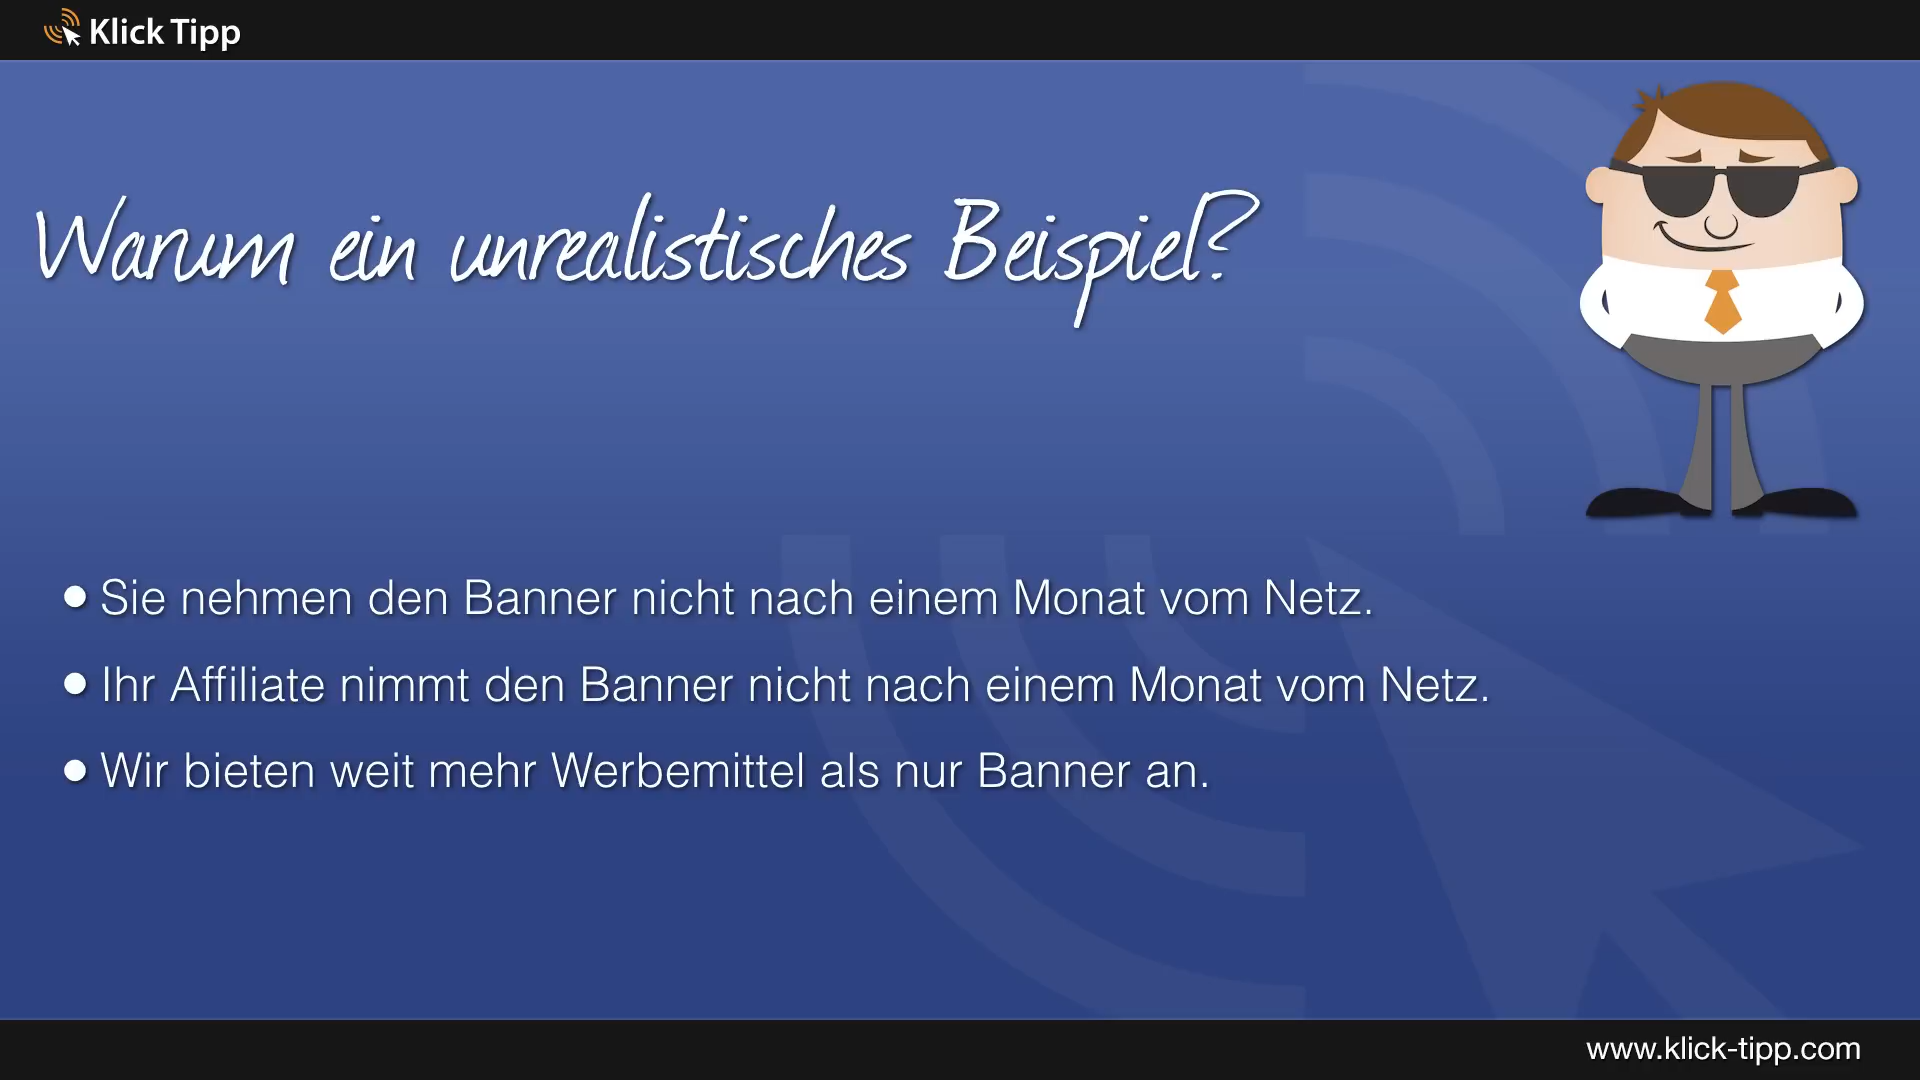 Klick Tipp
Warum ein unrealistisches Beispiel?
• Sie nehmen den Banner nicht nach einem Monat vom Netz.
• Ihr Affiliate nimmt den Banner nicht nach einem Monat vom Netz.
• Wir bieten weit mehr Werbemittel als nur Banner an.
www.klick-tipp.com